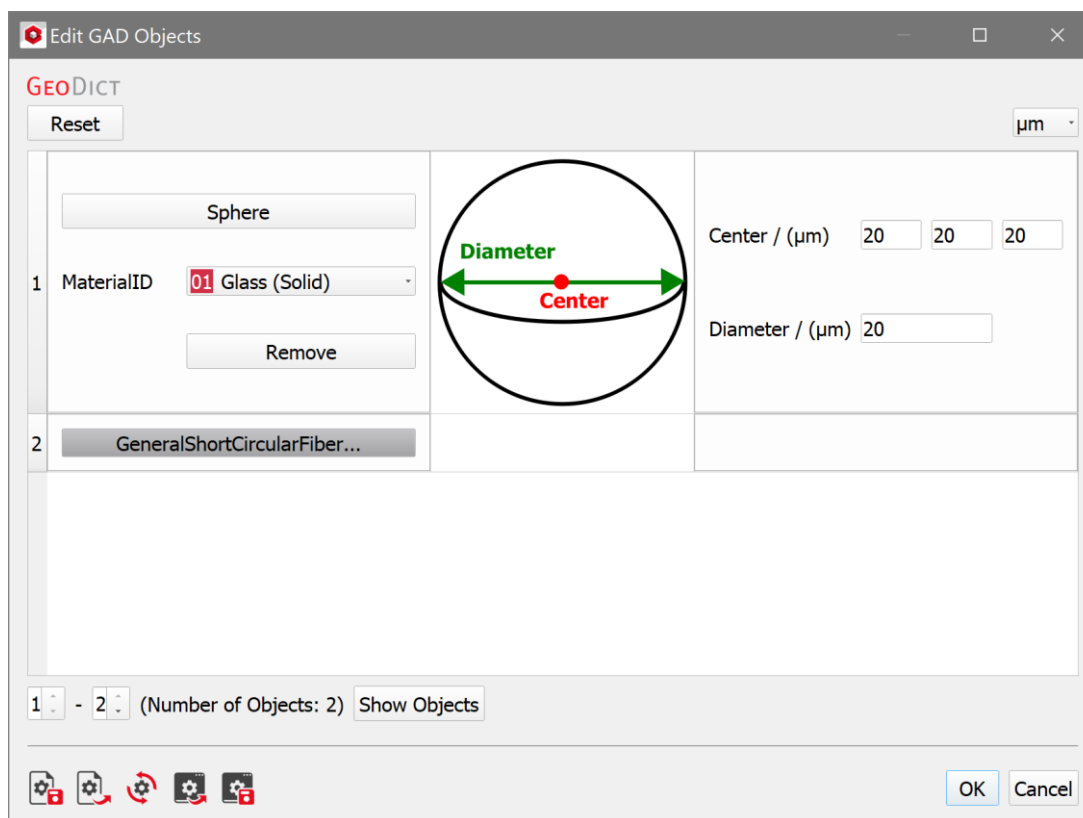 Edit GAD Objects
GEODICT
Reset
µm
1
Sphere
MaterialID
01 Glass (Solid)
Remove
Diameter
Center
Center / (µm) 20 20 20
Diameter / (µm) 20
2
GeneralShortCircularFiber...
1 - 2 (Number of Objects: 2) Show Objects
OK Cancel